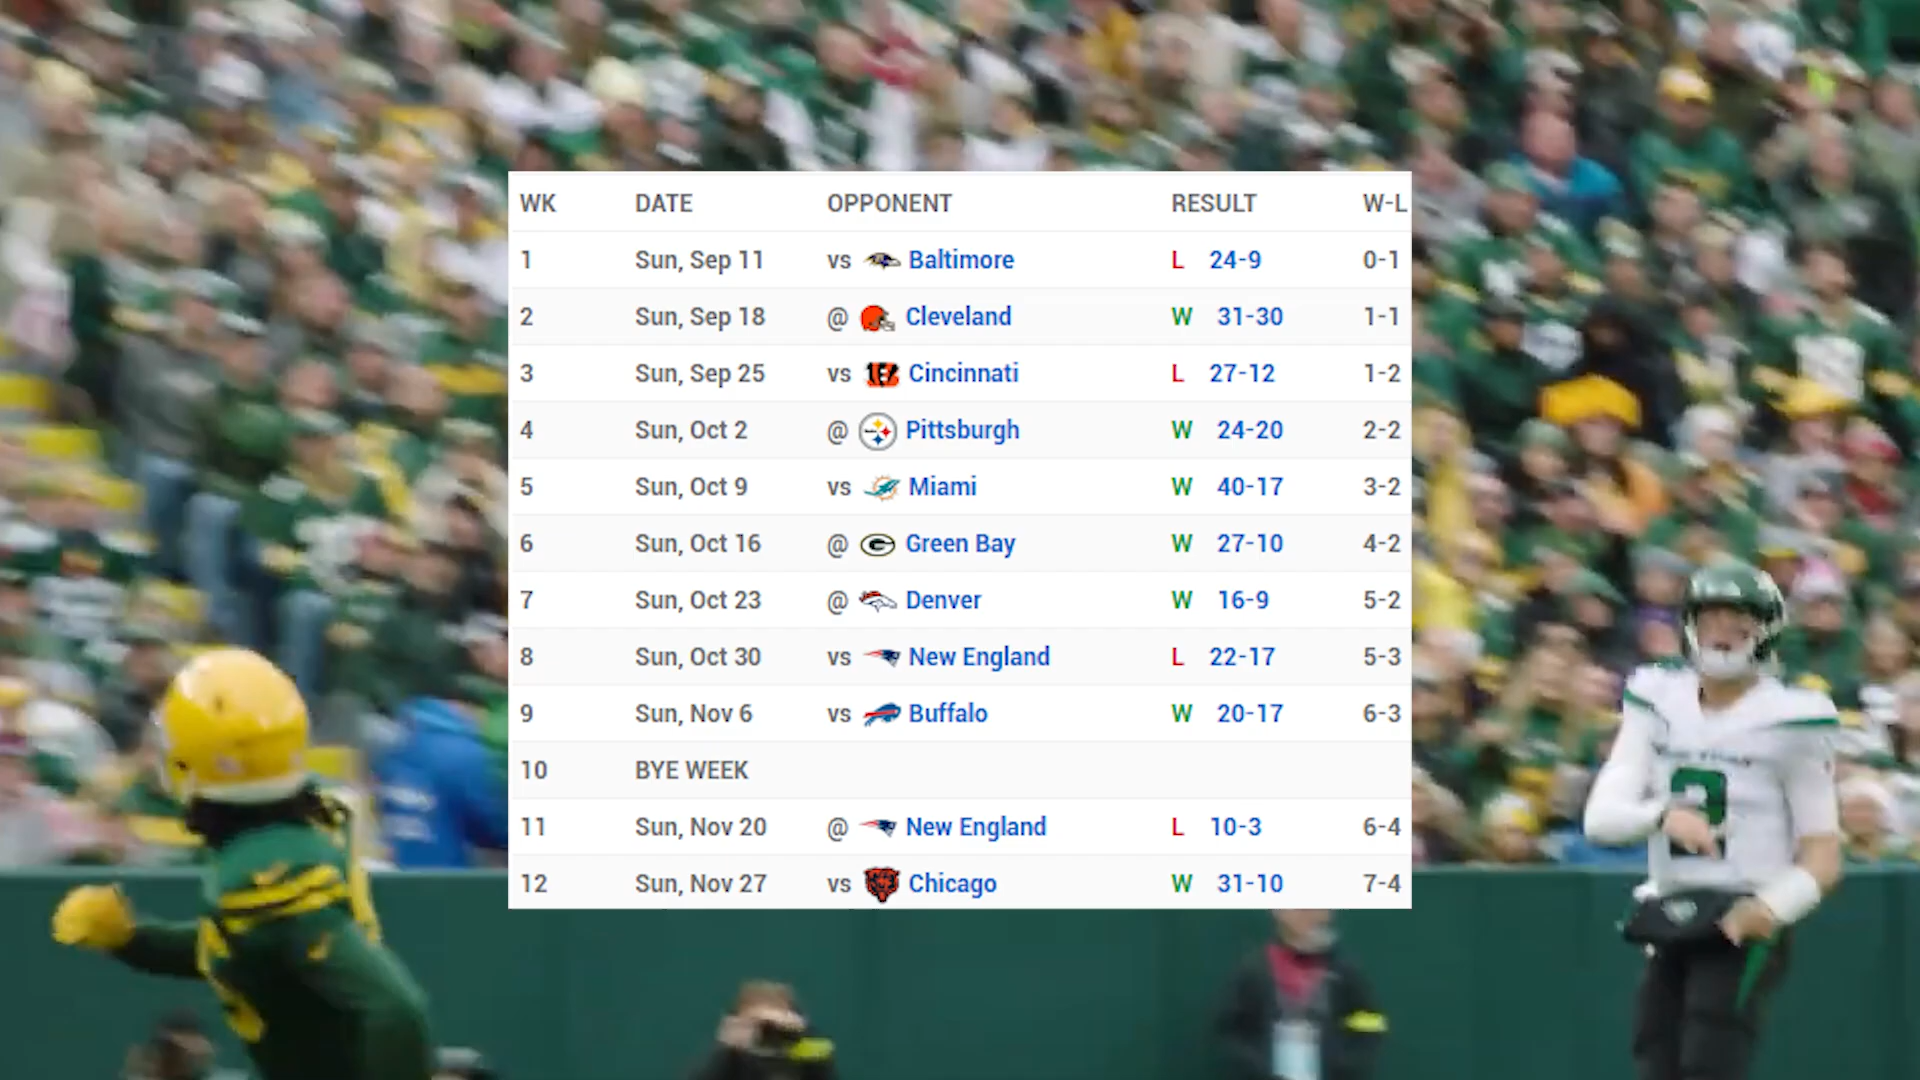 WK DATE OPPONENT RESULT W-L
1 Sun, Sep 11 vs Baltimore L 24-9 0-1
2 Sun, Sep 18 @ Cleveland W 31-30 1-1
3 Sun, Sep 25 vs Cincinnati L 27-12 1-2
4 Sun, Oct 2 @ Pittsburgh W 24-20 2-2
5 Sun, Oct 9 vs Miami W 40-17 3-2
6 Sun, Oct 16 @ Green Bay W 27-10 4-2
7 Sun, Oct 23 @ Denver W 16-9 5-2
8 Sun, Oct 30 vs New England L 22-17 5-3
9 Sun, Nov 6 vs Buffalo W 20-17 6-3
10 BYE WEEK
11 Sun, Nov 20 @ New England L 10-3 6-4
12 Sun, Nov 27 vs Chicago W 31-10 7-4